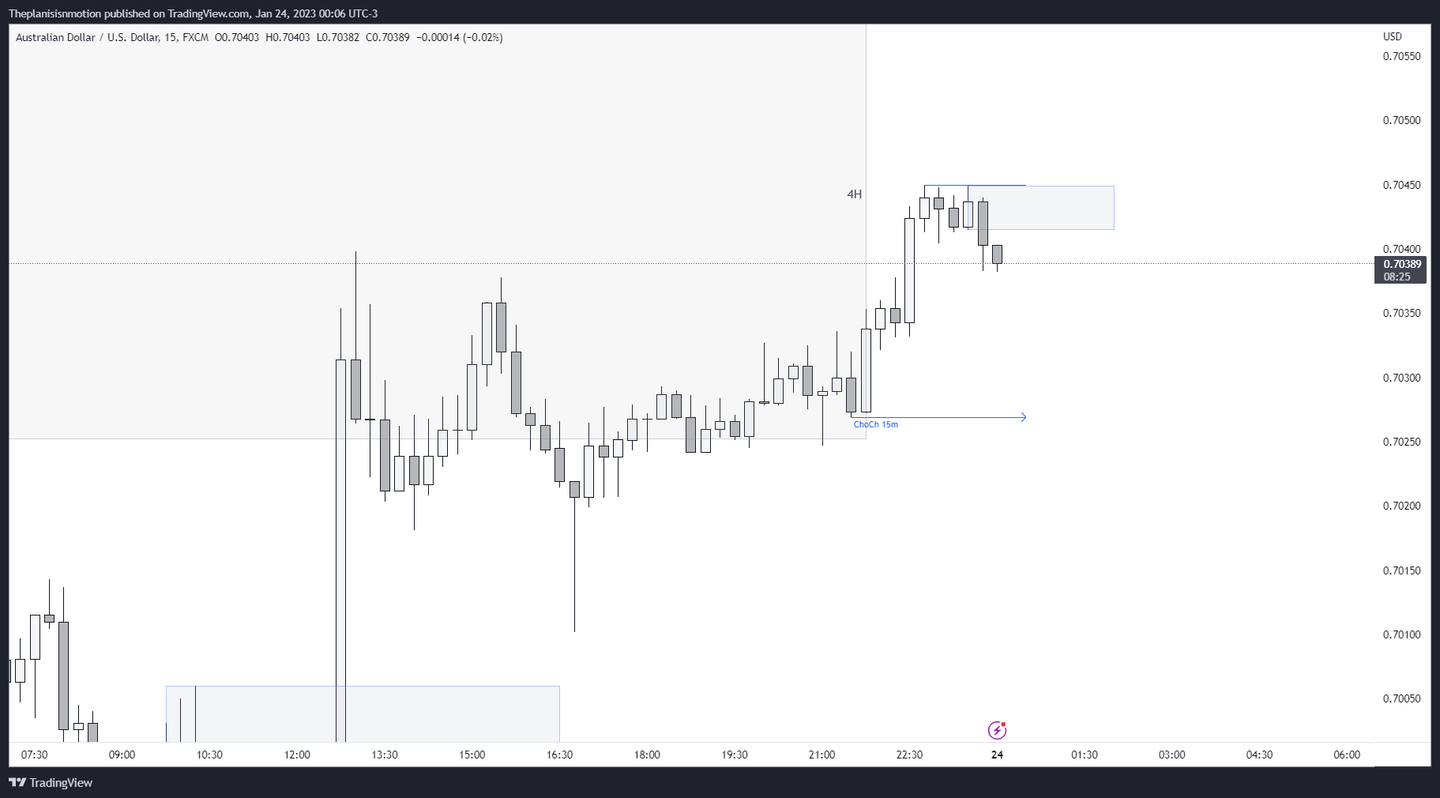 Theplanisisnmotion published on TradingView.com, Jan 24, 2023 00:06 UTC-3
Australian Dollar / U.S. Dollar, 15, FXCM O0.70403 H0.70403 L0.70382 C0.70389 −0.00014 (−0.02%)
USD
0.70550
0.70500
0.70450
4H
0.70400
0.70389
08:25
0.70350
0.70300
ChoCh 15m
0.70250
0.70200
0.70150
0.70100
0.70050
07:30 09:00 10:30 12:00 13:30 15:00 16:30 18:00 19:30 21:00 22:30 24 01:30 03:00 04:30 06:00
TradingView